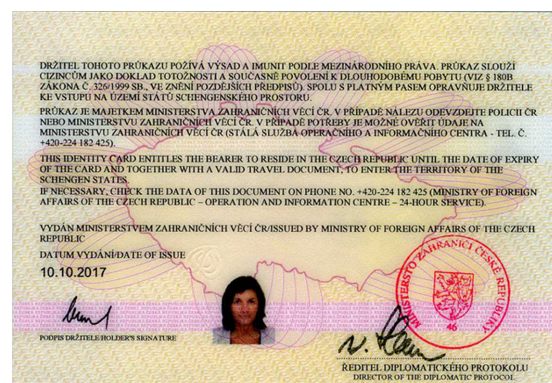 DRŽITEL TOHOTO PRŮKAZU POŽÍVÁ VÝSAD A IMUNIT PODLE MEZINÁRODNÍHO PRÁVA. PRŮKAZ SLOUŽÍ
CIZINCŮM JAKO DOKLAD TOTOŽNOSTI A SOUČASNĚ POVOLENÍ K DLOUHODOBÉMU POBYTU (VIZ § 180B
ZÁKONA Č. 326/1999 SB., VE ZNĚNÍ POZDĚJŠÍCH PŘEDPISŮ). SPOLU S PLATNÝM PASEM OPRAVŇUJE DRŽITELE
KE VSTUPU NA ÚZEMÍ STÁTŮ SCHENGENSKÉHO PROSTORU.
PRŮKAZ JE MAJETKEM MINISTERSTVA ZAHRANIČNÍCH VĚCÍ ČR. V PŘÍPADĚ NÁLEZU ODEVZDEJTE POLICII ČR
NEBO MINISTERSTVU ZAHRANIČNÍCH VĚCÍ ČR. V PŘÍPADĚ POTŘEBY JE MOŽNÉ OVĚŘIT ÚDAJE NA
MINISTERSTVU ZAHRANIČNÍCH VĚCÍ ČR (STÁLÁ SLUŽBA OPERAČNÍHO A INFORMAČNÍHO CENTRA - TEL. Č.
+420-224 182 425).
THIS IDENTITY CARD ENTITLES THE BEARER TO RESIDE IN THE CZECH REPUBLIC UNTIL THE DATE OF EXPIRY
OF THE CARD AND TOGETHER WITH A VALID TRAVEL DOCUMENT, TO ENTER THE TERRITORY OF THE
SCHENGEN STATES.
IF NECESSARY, CHECK THE DATA OF THIS DOCUMENT ON PHONE NO. +420-224 182 425 (MINISTRY OF FOREIGN
AFFAIRS OF THE CZECH REPUBLIC – OPERATION AND INFORMATION CENTRE – 24-HOUR SERVICE).
VYDÁN MINISTERSTVEM ZAHRANIČNÍCH VĚCÍ ČR/ISSUED BY MINISTRY OF FOREIGN AFFAIRS OF THE CZECH
REPUBLIC
DATUM VYDÁNÍ/DATE OF ISSUE
10.10.2017
MINISTERSTVO ZAHRANIČÍ ČESKÉ REPUBLIKY
46
PODPIS DRŽITELE/HOLDER'S SIGNATURE
ŘEDITEL DIPLOMATICKÉHO PROTOKOLU
DIRECTOR OF THE DIPLOMATIC PROTOCOL